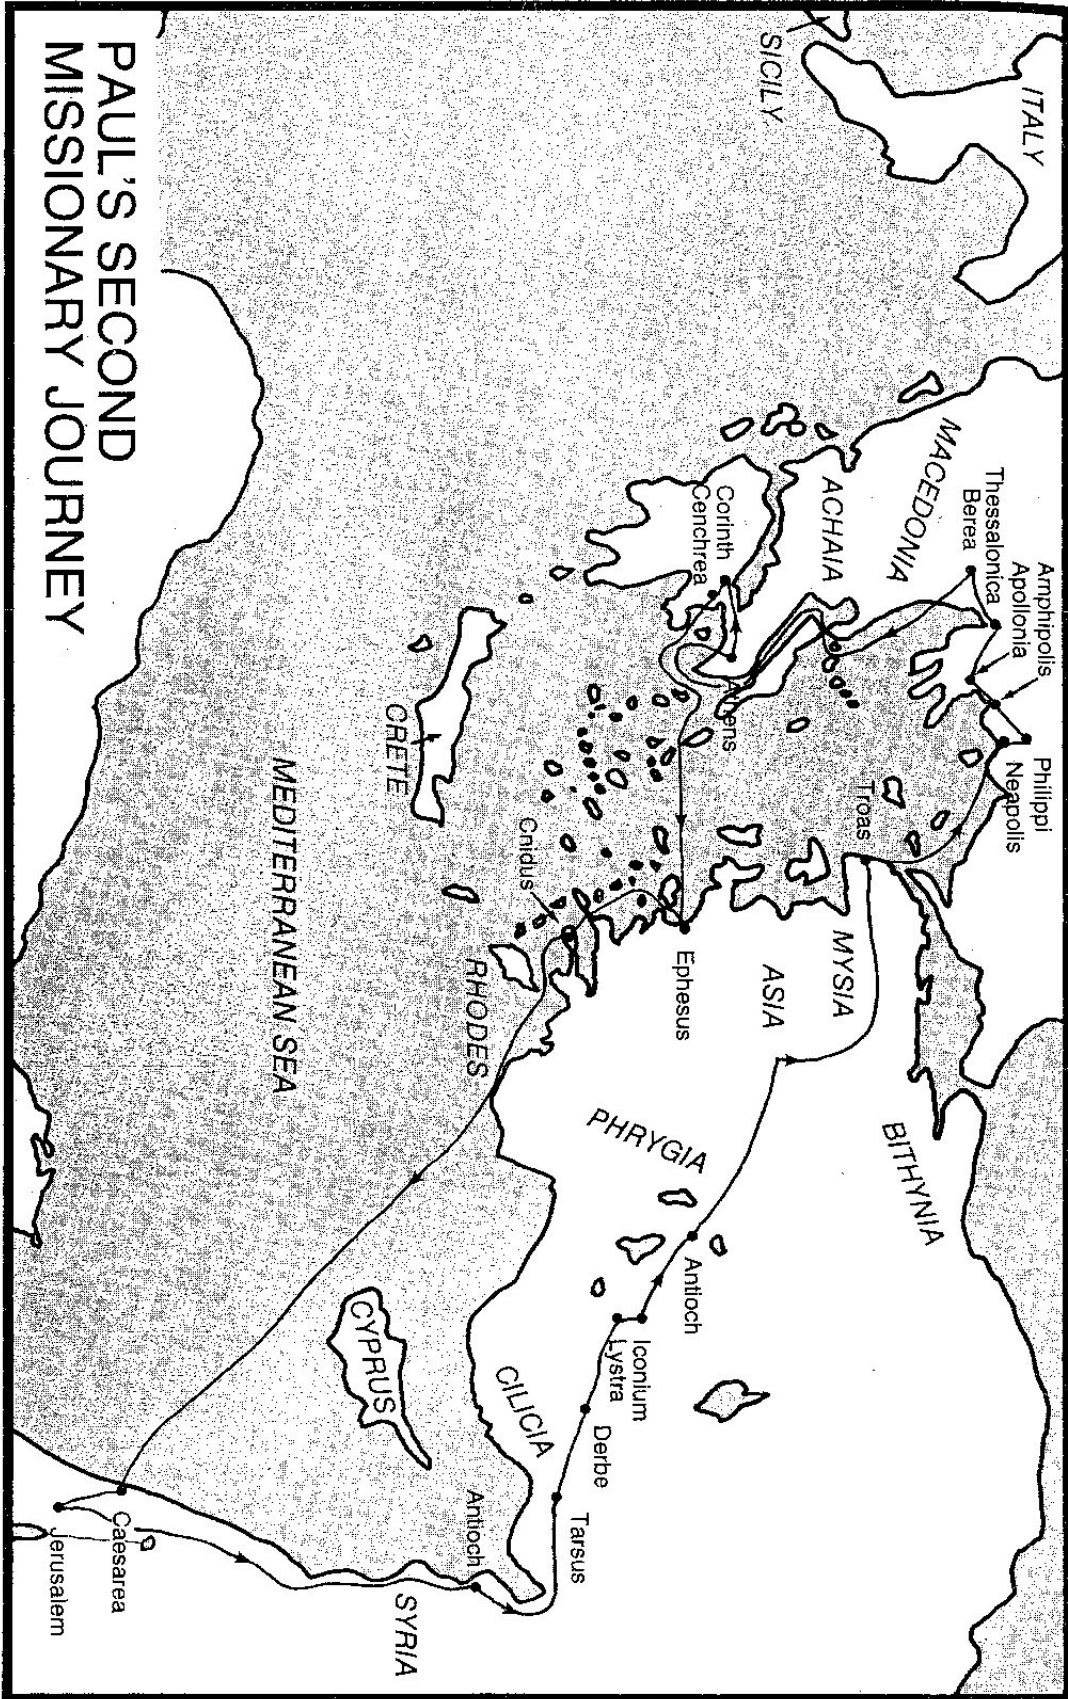 ITALY
SICILY
MACEDONIA
Thessalonica
Berea
Amphipolis
Apollonia
Philippi
Neapolis
ACHAIA
Corinth
Cenchrea
Athens
Troas
MYSIA
BITHYNIA
ASIA
Ephesus
PHRYGIA
Antioch
Iconium
Lystra
Derbe
Tarsus
CILICIA
Cnidus
RHODES
CRETE
CYPRUS
Antioch
SYRIA
MEDITERRANEAN SEA
Caesarea
Jerusalem
PAUL'S SECOND
MISSIONARY JOURNEY